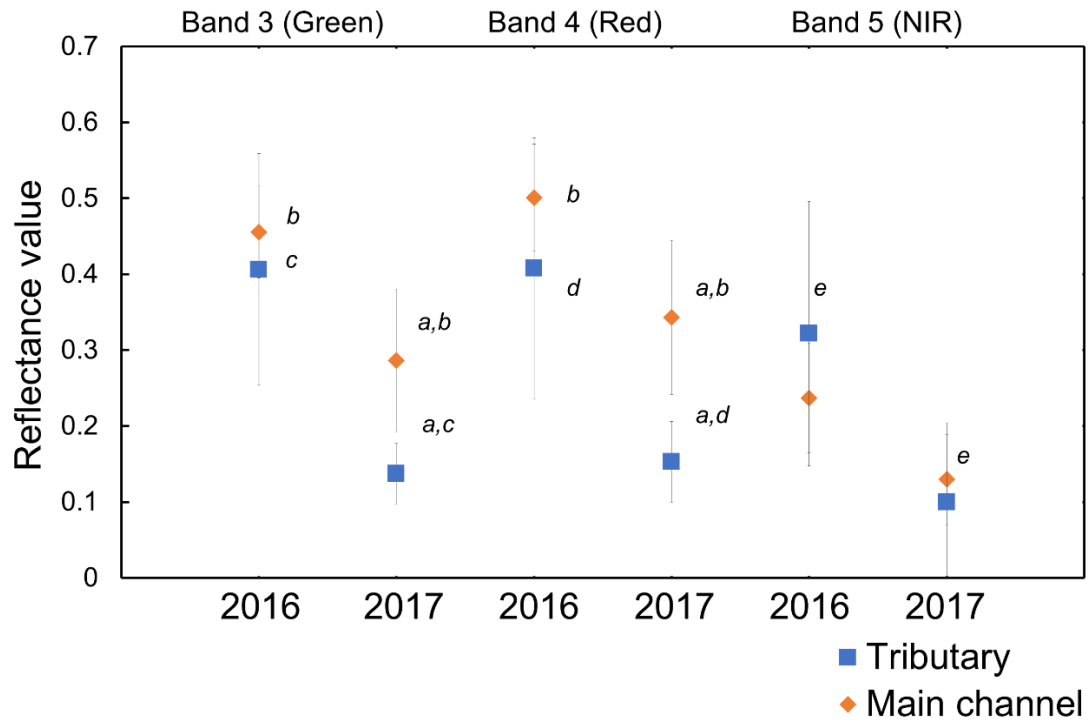 Band 3 (Green) Band 4 (Red) Band 5 (NIR)
0.7
0.6
0.5
0.4
0.3
0.2
0.1
0
Reflectance value
b
c
a,b
a,c
b
d
a,b
a,d
e
e
2016 2017 2016 2017 2016 2017
Tributary
Main channel